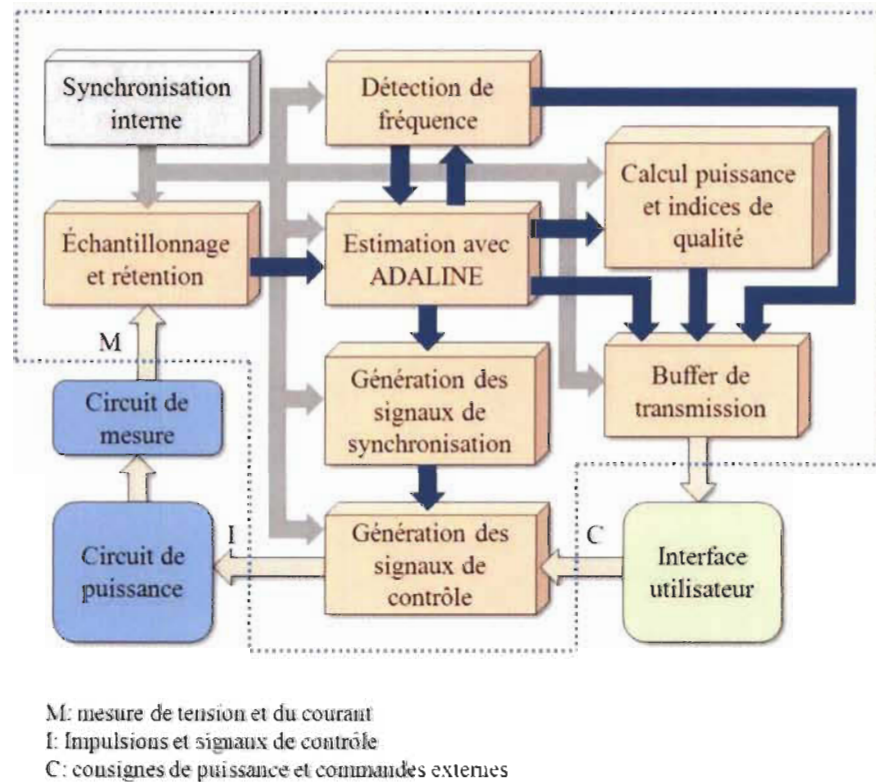 Synchronisation
interne
Détection de
fréquence
Calcul puissance
et indices de
qualité
Échantillonnage
et rétention
Estimation avec
ADALINE
M
Circuit de
mesure
Génération des
signaux de
synchronisation
Buffer de
transmission
Circuit de
puissance
I
Génération des
signaux de
contrôle
C
Interface
utilisateur
M: mesure de tension et du courant
I: Impulsions et signaux de contrôle
C: consignes de puissance et commandes externes